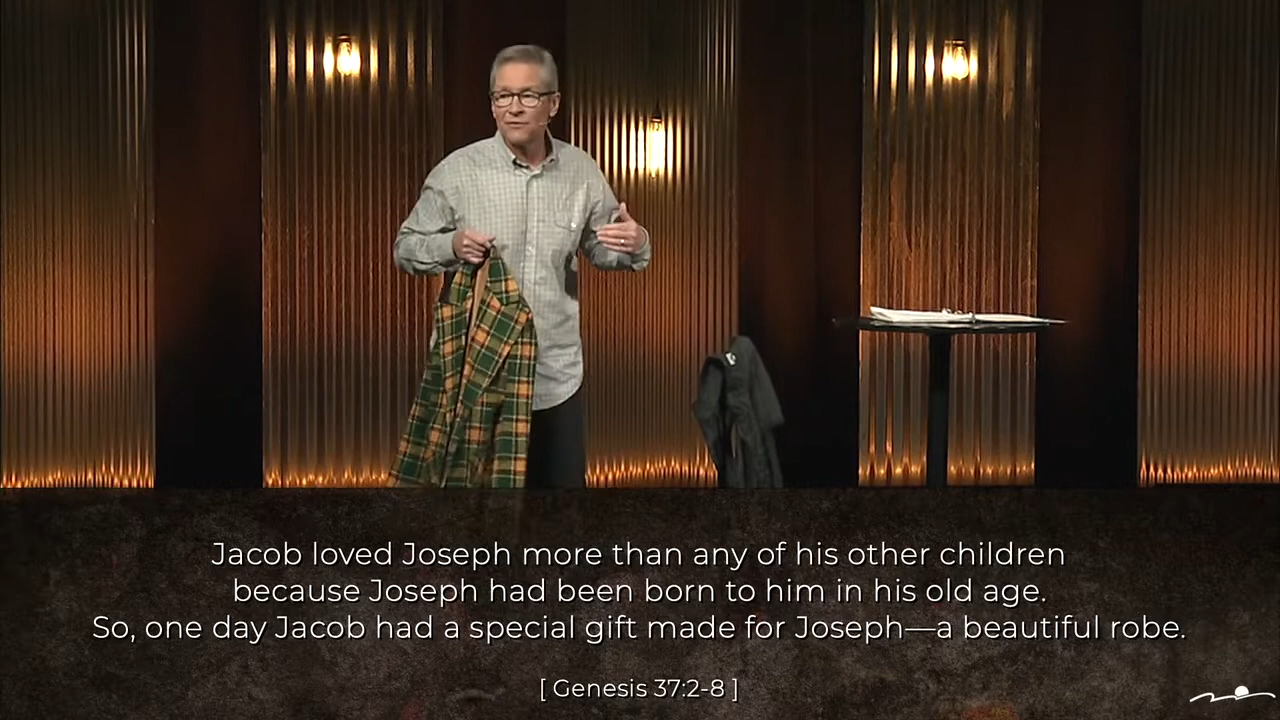 Jacob loved Joseph more than any of his other children
because Joseph had been born to him in his old age.
So, one day Jacob had a special gift made for Joseph—a beautiful robe.
[ Genesis 37:2-8 ]